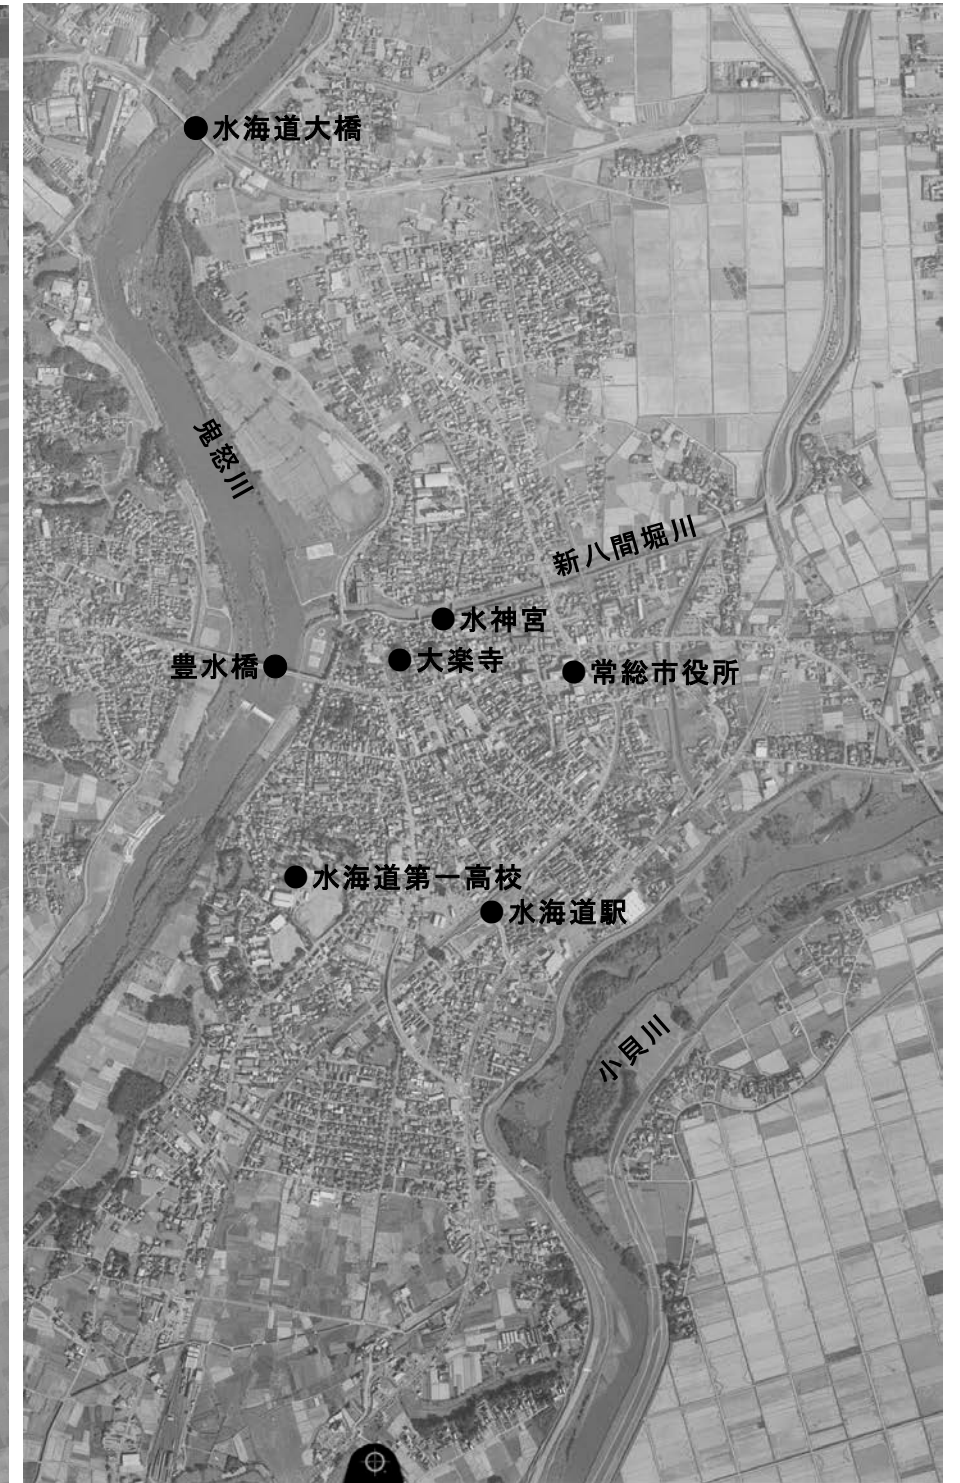 水海道大橋
鬼怒川
新八間堀川
水神宮
大楽寺
豊水橋
常総市役所
水海道第一高校
水海道駅
小貝川